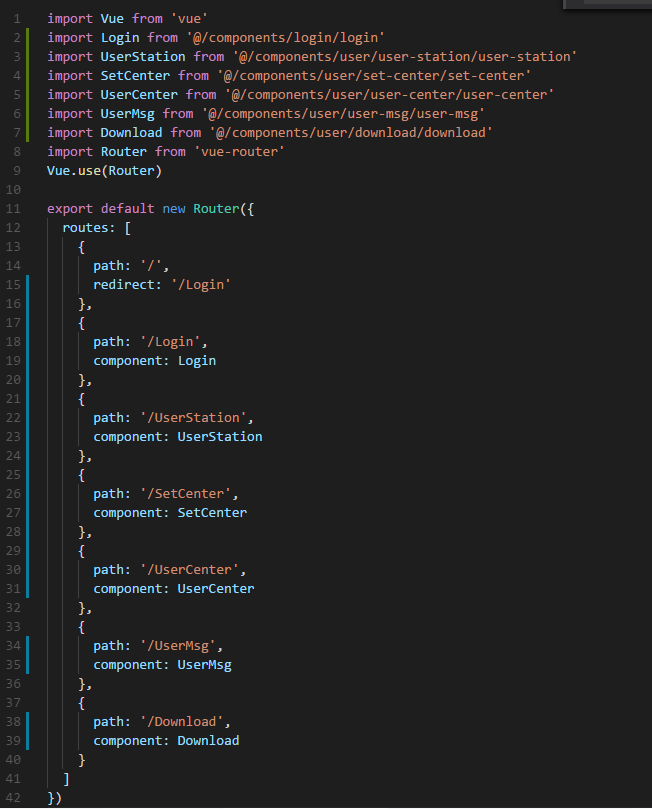 1 import Vue from 'vue'
2 import Login from '@/components/login/login'
3 import UserStation from '@/components/user/user-station/user-station'
4 import SetCenter from '@/components/user/set-center/set-center'
5 import UserCenter from '@/components/user/user-center/user-center'
6 import UserMsg from '@/components/user/user-msg/user-msg'
7 import Download from '@/components/user/download/download'
8 import Router from 'vue-router'
9 Vue.use(Router)
10
11 export default new Router({
12   routes: [
13     {
14       path: '/',
15       redirect: '/Login'
16     },
17     {
18       path: '/Login',
19       component: Login
20     },
21     {
22       path: '/UserStation',
23       component: UserStation
24     },
25     {
26       path: '/SetCenter',
27       component: SetCenter
28     },
29     {
30       path: '/UserCenter',
31       component: UserCenter
32     },
33     {
34       path: '/UserMsg',
35       component: UserMsg
36     },
37     {
38       path: '/Download',
39       component: Download
40     }
41   ]
42 })